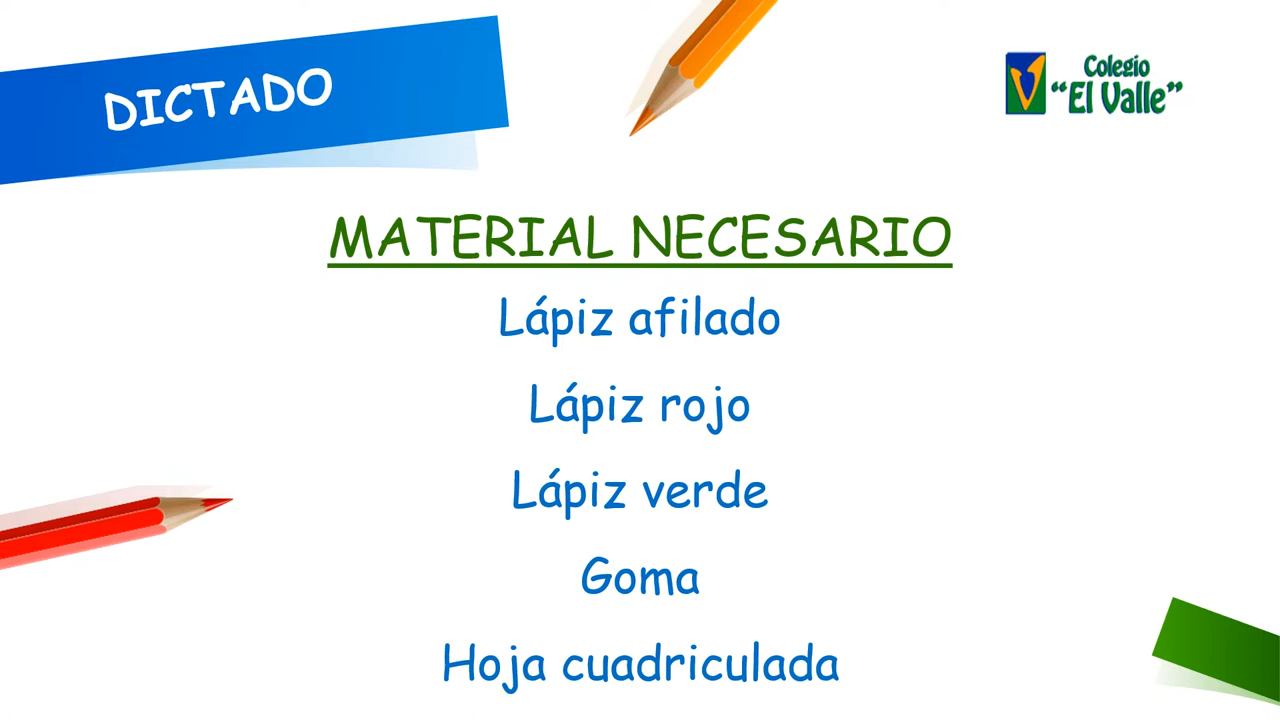 DICTADO
Colegio
"El Valle"
MATERIAL NECESARIO
Lápiz afilado
Lápiz rojo
Lápiz verde
Goma
Hoja cuadriculada